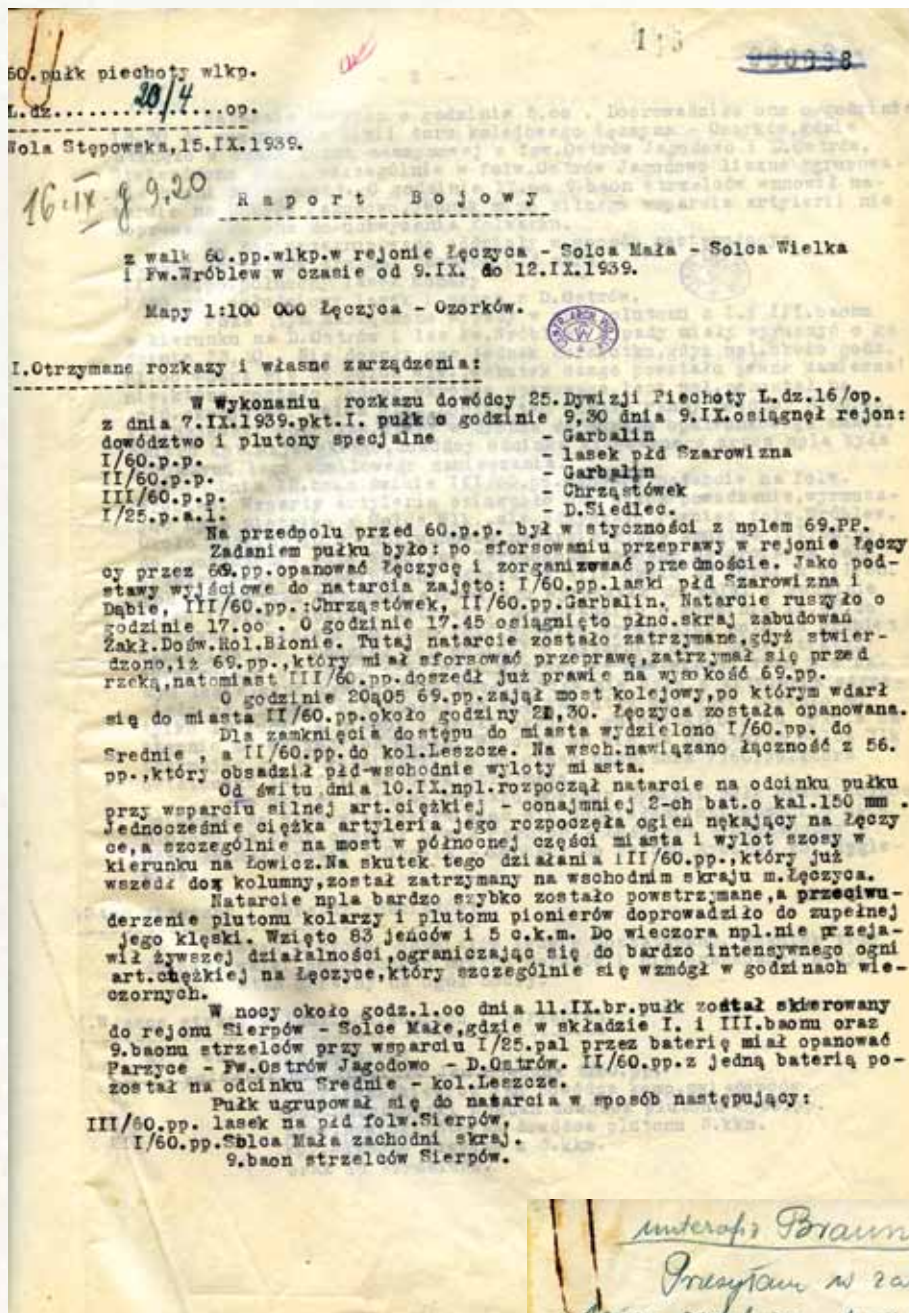 1 6
000038
60.pułk piechoty wlkp.
L.dz....20/4....op.
Wola Stępowska,15.IX.1939.
16.IX g 9,20
Raport Bojowy
z walk 60.pp.wlkp.w rejonie Łęczyca - Solca Mała - Solca Wielka
i Fw.Wróblew w czasie od 9.IX. do 12.IX.1939.
Mapy 1:100 000 Łęczyca - Ozorków.
I.Otrzymane rozkazy i własne zarządzenia:
W Wykonaniu rozkazu dowódcy 25.Dywizji Piechoty L.dz.16/op.
z dnia 7.IX.1939.pkt.I. pułk o godzinie 9,30 dnia 9.IX.osiągnęł rejon:
dowództwo i plutony specjalne - Garbalin
I/60.p.p. - lasek płd Szarowizna
II/60.p.p. - Garbalin
III/60.p.p. - Chrząstówek
I/25.p.a.l. - D.Siedlec.
Na przedpolu przed 60.p.p. był w styczności z nplem 69.PP.
Zadaniem pułku było: po sforsowaniu przeprawy w rejonie Łęczy
cy przez 69.pp.opanować Łęczycę i zorganizować przedmoście. Jako pod-
stawy wyjściowe do natarcia zajęto: I/60.pp.laski płd Szarowizna i
Dąbie, III/60.pp.:Chrząstówek, II/60.pp.Garbalin. Natarcie ruszyło o
godzinie 17.00 . O godzinie 17.45 osiągnięto płnc.skraj zabudowań
Zakł.Dośw.Rol.Błonie. Tutaj natarcie zostało zatrzymane,gdyż stwier-
dzono,iż 69.pp.,który miał sforsować przeprawę,zatrzymał się przed
rzeką,natomiast III/60.pp.doszedł już prawie na wysokość 69.pp.
O godzinie 20,05 69.pp.zajął most kolejowy,po którym wdarł
się do miasta II/60.pp.około godziny 21,30. Łęczyca została opanowana.
Dla zamknięcia dostępu do miasta wydzielono I/60.pp. do
Srednie , a II/60.pp.do kol.Leszcze. Na wsch.nawiązano łączność z 56.
pp.,który obsadził płd-wschodnie wyloty miasta.
Od świtu dnia 10.IX.npl.rozpoczął natarcie na odcinku pułku
przy wsparciu silnej art.ciężkiej - conajmniej 2-ch bat.o kal.150 mm .
Jednocześnie ciężka artyleria jego rozpoczęła ogień nękający na Łęczy
ce,a szczególnie na most w północnej części miasta i wylot szosy w
kierunku na Łowicz.Na skutek tego działania III/60.pp.,który już
wszedł dox kolumny,został zatrzymany na wschodnim skraju m.Łęczyca.
Natarcie npla bardzo szybko zostało powstrzymane,a przeciwu-
derzenie plutonu kolarzy i plutonu pionierów doprowadziło do zupełnej
jego klęski. Wzięto 83 jeńców i 5 c.k.m. Do wieczora npl.nie przeja-
wił żywszej działalności,ograniczając się do bardzo intensywnego ogni
art.ciężkiej na Łęczyce,który szczególnie się wzmógł w godzinach wie-
czornych.
W nocy około godz.1.oo dnia 11.IX.br.pułk został skierowany
do rejonu Sierpów - Solce Małe,gdzie w składzie I. i III.baonu oraz
9.baonu strzelców przy wsparciu I/25.pal przez baterię miał opanować
Parzyce - Fw.Ostrów Jagodowo - D.Ostrów. II/60.pp.z jedną baterią po-
został na odcinku Srednie - kol.Leszcze.
Pułk ugrupował się do natarcia w sposób następujący:
III/60.pp. lasek na płd folw.Sierpów,
I/60.pp.Solca Mała zachodni skraj.
9.baon strzelców Sierpów.
Braun
Przesyłam w